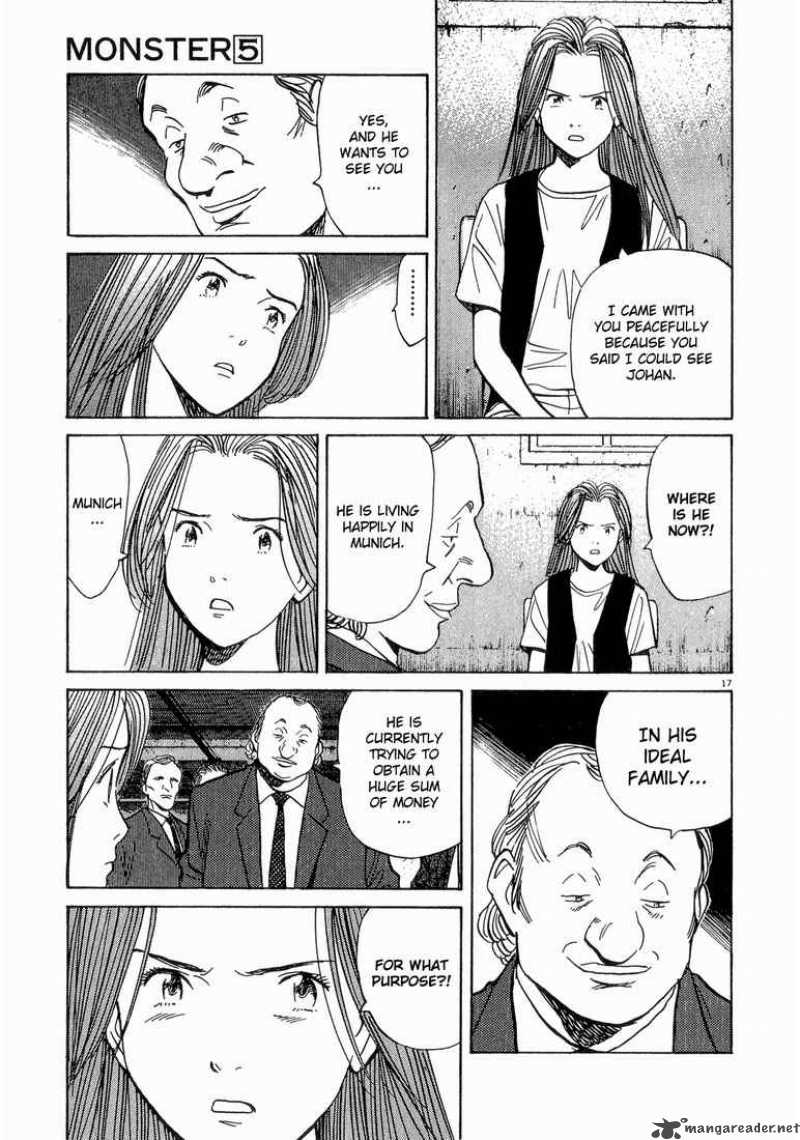 MONSTER 5
I CAME WITH
YOU PEACEFULLY
BECAUSE YOU
SAID I COULD SEE
JOHAN.
YES,
AND HE
WANTS TO
SEE YOU
...
.........
WHERE
IS HE
NOW?!
HE IS LIVING
HAPPILY IN
MUNICH.
MUNICH
...
17
IN HIS
IDEAL
FAMILY...
HE IS
CURRENTLY
TRYING TO
OBTAIN A
HUGE SUM
OF MONEY
...
FOR WHAT
PURPOSE?!
mangareader.net